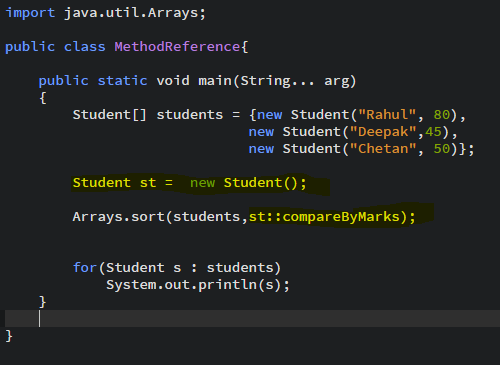 import java.util.Arrays;
public class MethodReference{
public static void main(String... arg)
{
Student[] students = {new Student("Rahul", 80),
new Student("Deepak",45),
new Student("Chetan", 50)};
Student st =  new Student();
Arrays.sort(students,st::compareByMarks);
for(Student s : students)
System.out.println(s);
}
}